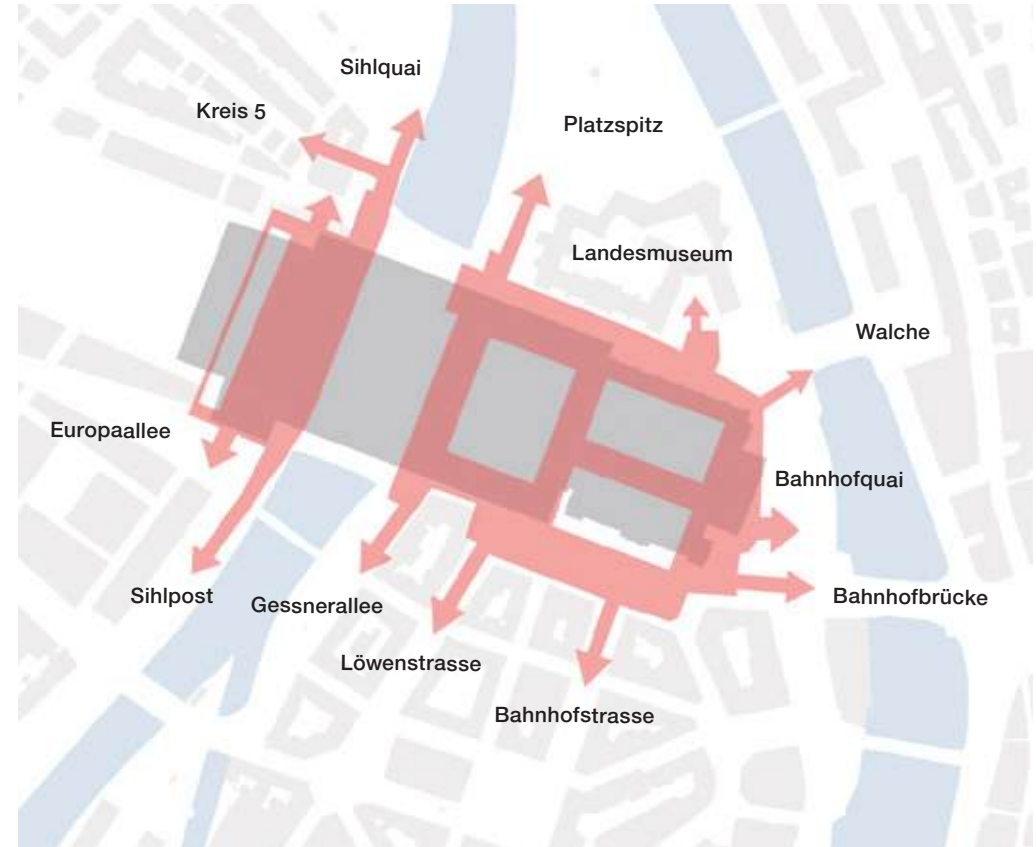 Sihlquai
Kreis 5
Platzspitz
Landesmuseum
Walche
Europaallee
Bahnhofquai
Sihlpost
Gessnerallee
Bahnhofbrücke
Löwenstrasse
Bahnhofstrasse